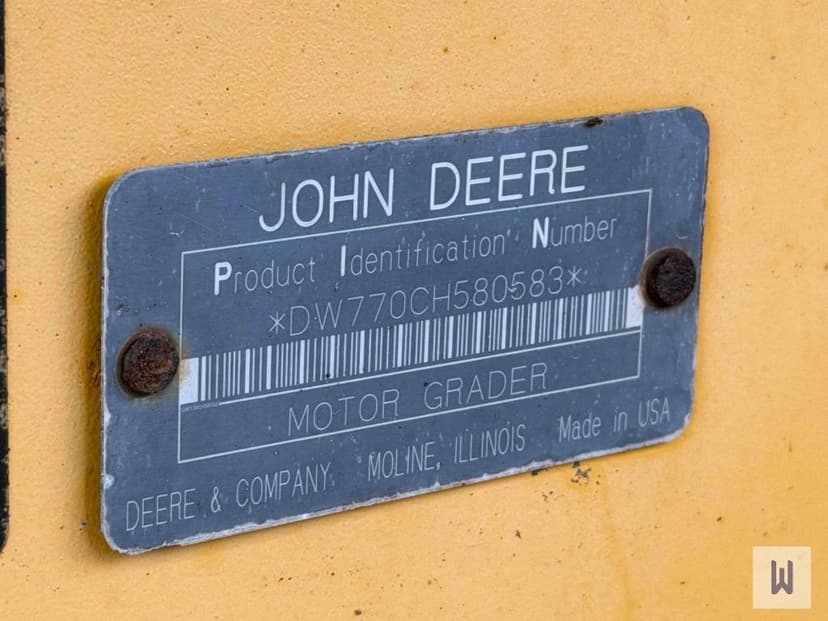 JOHN DEERE
Product Identification Number
*DW770CH580583*
MOTOR GRADER
DEERE & COMPANY MOLINE, ILLINOIS Made in USA
W